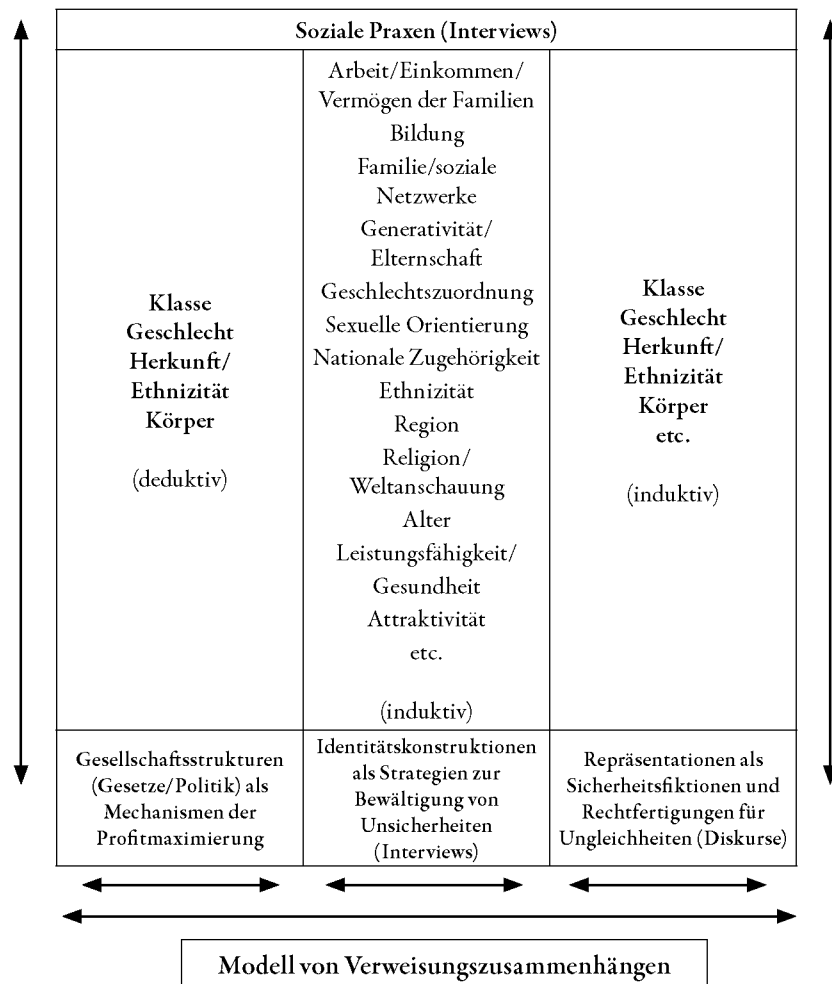 Soziale Praxen (Interviews)
Klasse
Geschlecht
Herkunft/
Ethnizität
Körper
(deduktiv)
Arbeit/Einkommen/
Vermögen der Familien
Bildung
Familie/soziale
Netzwerke
Generativität/
Elternschaft
Geschlechtszuordnung
Sexuelle Orientierung
Nationale Zugehörigkeit
Ethnizität
Region
Religion/
Weltanschauung
Alter
Leistungsfähigkeit/
Gesundheit
Attraktivität
etc.
(induktiv)
Klasse
Geschlecht
Herkunft/
Ethnizität
Körper
etc.
(induktiv)
Gesellschaftsstrukturen
(Gesetze/Politik) als
Mechanismen der
Profitmaximierung
Identitätskonstruktionen
als Strategien zur
Bewältigung von
Unsicherheiten
(Interviews)
Repräsentationen als
Sicherheitsfiktionen und
Rechtfertigungen für
Ungleichheiten (Diskurse)
Modell von Verweisungszusammenhängen